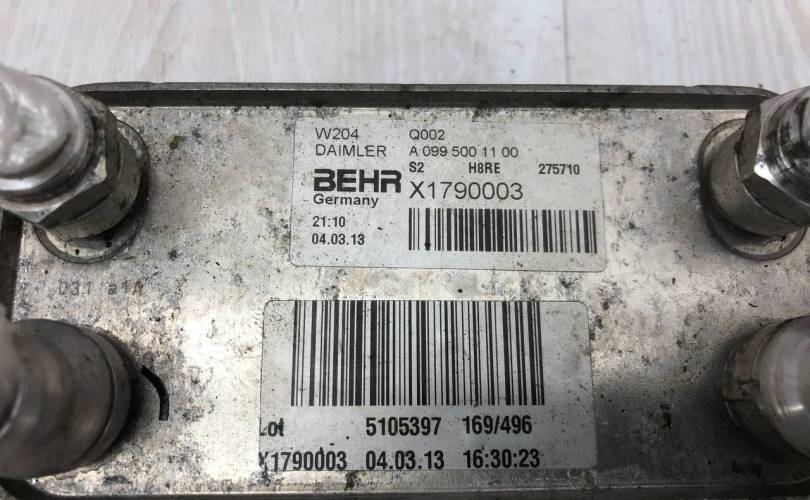 W204 Q002
DAIMLER A 099 500 11 00
S2 H8RE 275710
BEHR X1790003
Germany
21:10
04.03.13
Lot 5105397 169/496
X1790003 04.03.13 16:30:23